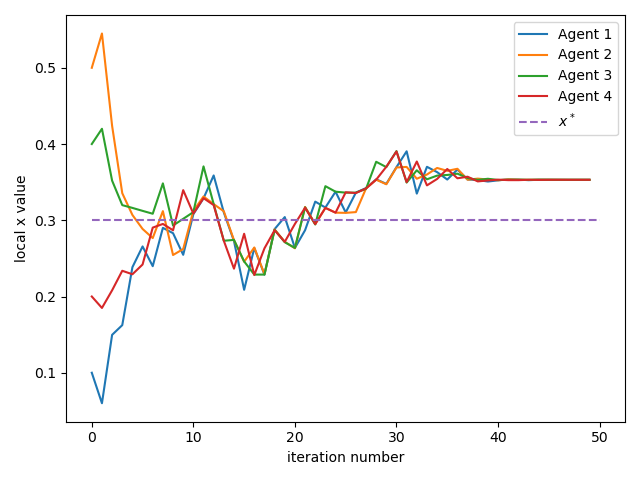 Agent 1
Agent 2
Agent 3
Agent 4
x*
local x value
0.5
0.4
0.3
0.2
0.1
0 10 20 30 40 50
iteration number